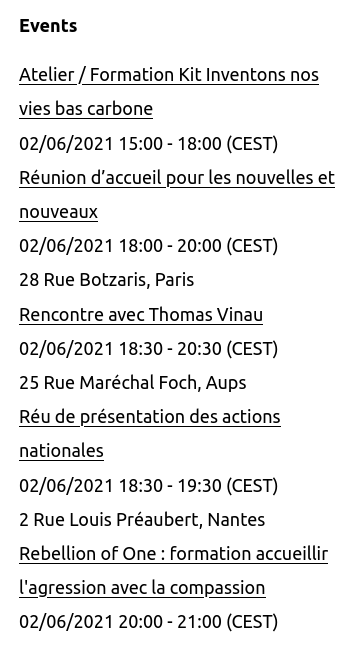 Events
Atelier / Formation Kit Inventons nos
vies bas carbone
02/06/2021 15:00 - 18:00 (CEST)
Réunion d’accueil pour les nouvelles et
nouveaux
02/06/2021 18:00 - 20:00 (CEST)
28 Rue Botzaris, Paris
Rencontre avec Thomas Vinau
02/06/2021 18:30 - 20:30 (CEST)
25 Rue Maréchal Foch, Aups
Réu de présentation des actions
nationales
02/06/2021 18:30 - 19:30 (CEST)
2 Rue Louis Préaubert, Nantes
Rebellion of One : formation accueillir
l'agression avec la compassion
02/06/2021 20:00 - 21:00 (CEST)